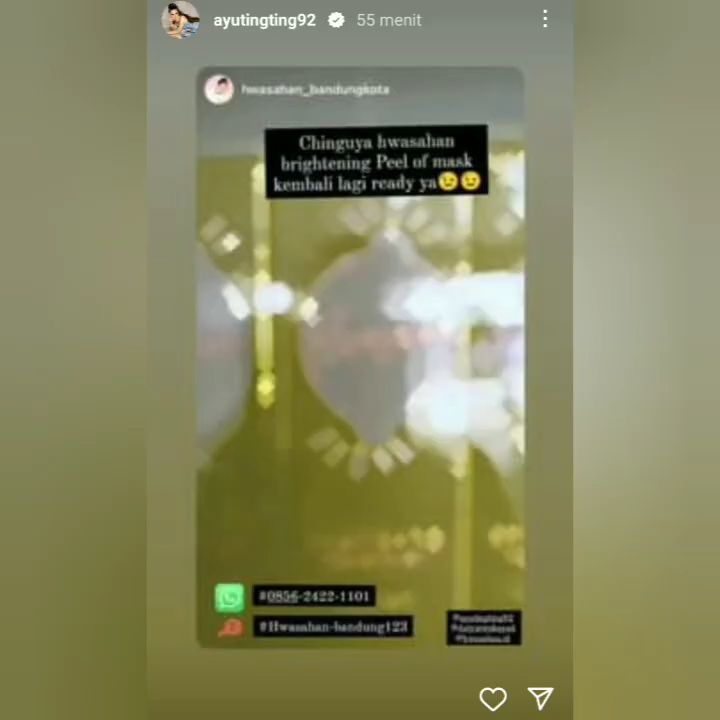 ayutingting92 55 menit
hwasahan_bandungkota
Chinguya hwasahan
brightening Peel of mask
kembali lagi ready ya😉😉
#0856-2422-1101
#Hwasahan-bandung123